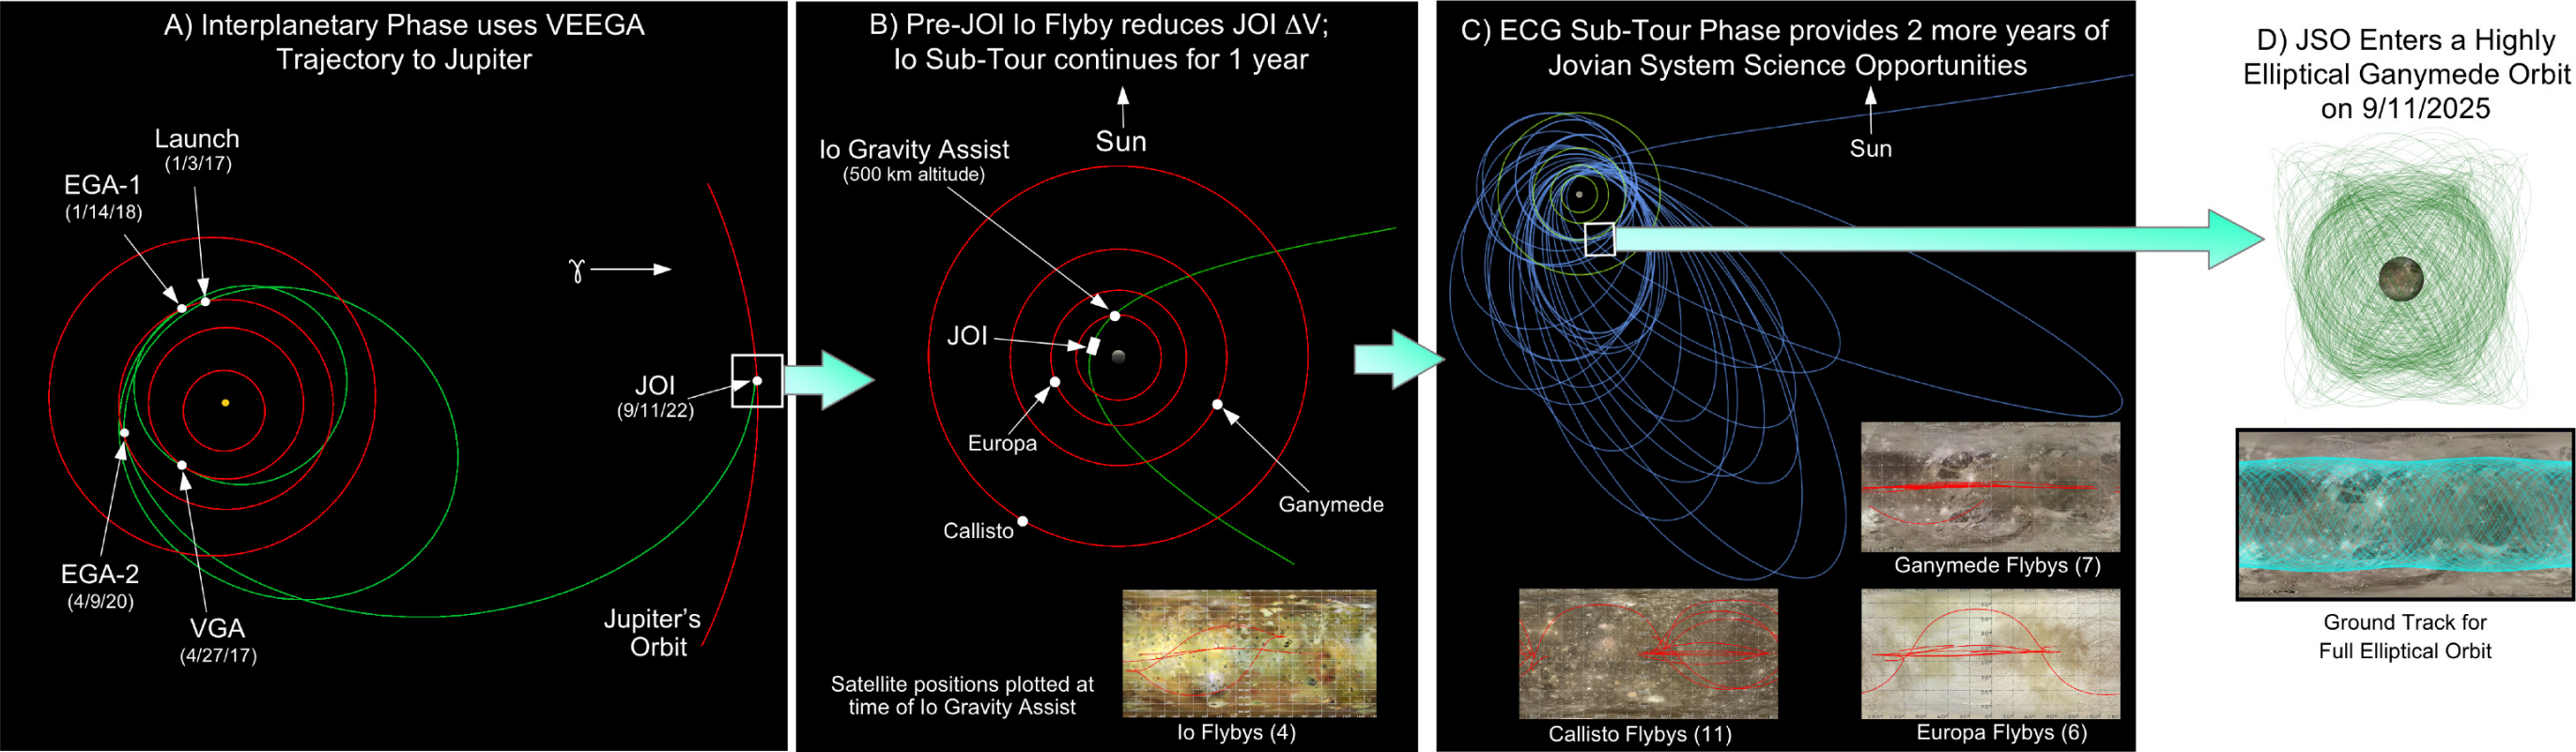 A) Interplanetary Phase uses VEEGA
Trajectory to Jupiter
Launch
(1/3/17)
EGA-1
(1/14/18)
ϒ
JOI
(9/11/22)
EGA-2
(4/9/20)
VGA
(4/27/17)
Jupiter's
Orbit
B) Pre-JOI Io Flyby reduces JOI ΔV;
Io Sub-Tour continues for 1 year
Sun
Io Gravity Assist
(500 km altitude)
JOI
Europa
Ganymede
Callisto
Satellite positions plotted at
time of Io Gravity Assist
Io Flybys (4)
C) ECG Sub-Tour Phase provides 2 more years of
Jovian System Science Opportunities
Sun
Ganymede Flybys (7)
Callisto Flybys (11)
Europa Flybys (6)
D) JSO Enters a Highly
Elliptical Ganymede Orbit
on 9/11/2025
Ground Track for
Full Elliptical Orbit